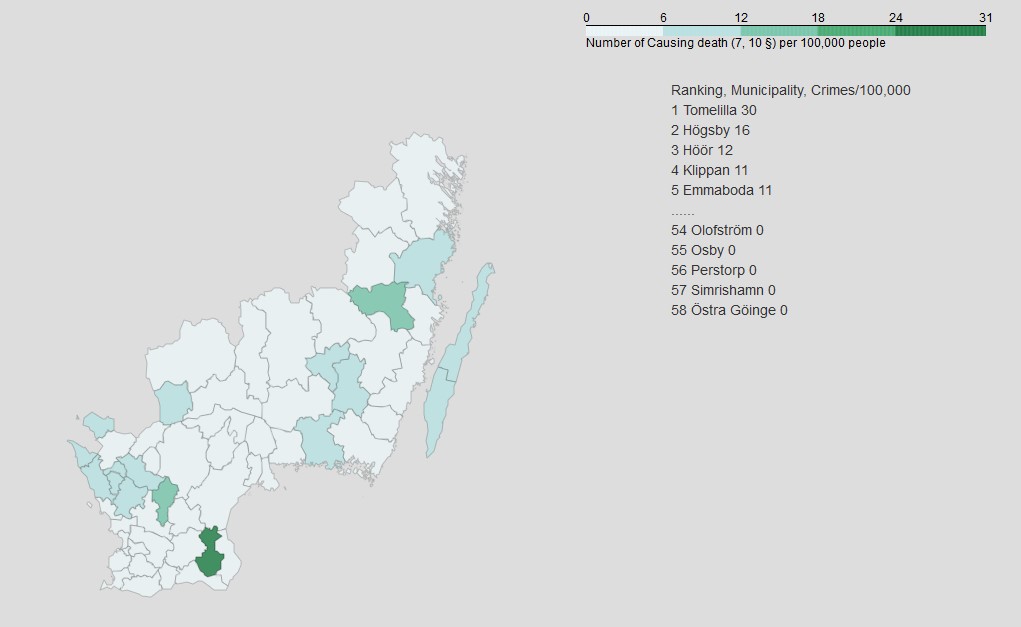 0 6 12 18 24 31
Number of Causing death (7, 10 §) per 100,000 people
Ranking, Municipality, Crimes/100,000
1 Tomelilla 30
2 Högsby 16
3 Höör 12
4 Klippan 11
5 Emmaboda 11
......
54 Olofström 0
55 Osby 0
56 Perstorp 0
57 Simrishamn 0
58 Östra Göinge 0